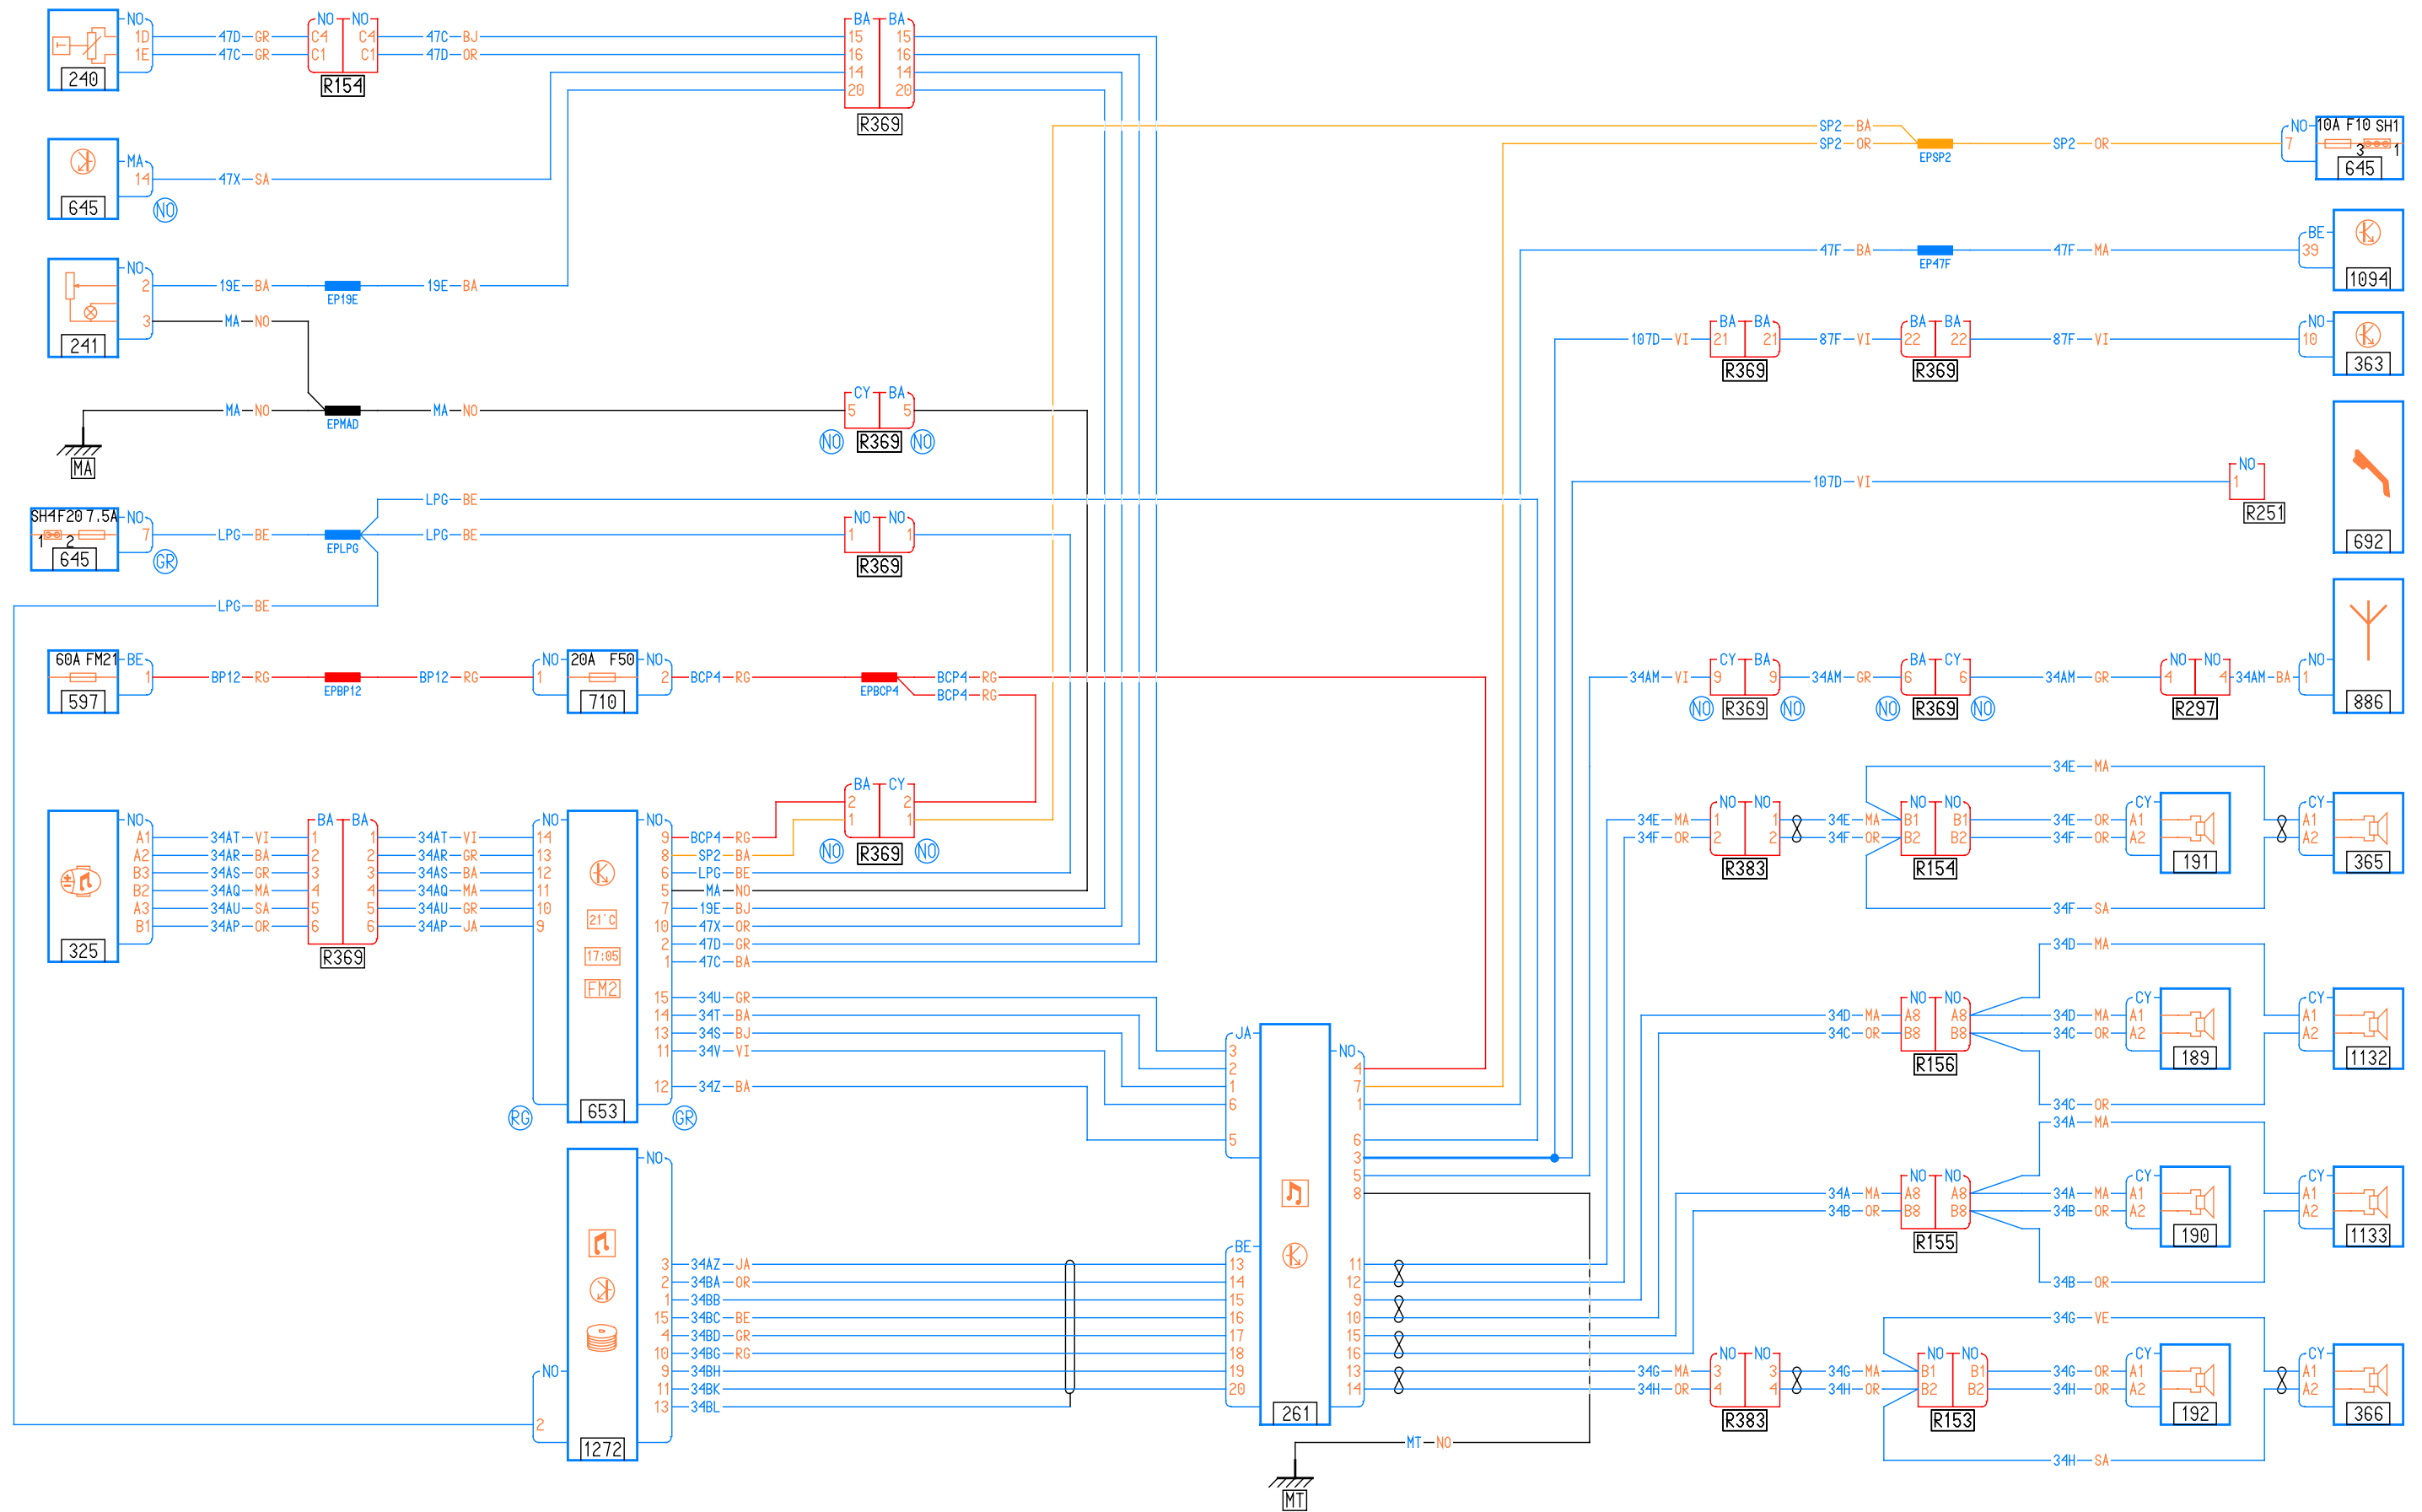 NO NO NO BA BA
1D 47D GR C4 C4 47C BJ 15 15
1E 47C GR C1 C1 47D OR 16 16
14 14
240 R154 20 20
R369
SP2 BA NO 10A F10 SH1
SP2 OR EPSP2 SP2 OR 7 3 1
645
MA
14 47X SA
645 NO
BE
47F BA EP47F 47F MA 39
1094
NO
2 19E BA EP19E 19E BA
3 MA NO
241
BA BA BA BA NO
107D VI 21 21 87F VI 22 22 87F VI 10
R369 R369 363
CY BA
MA NO EPMAD MA NO 5 5
NO R369 NO
MA
NO
107D VI 1
R251
692
LPG BE
SH4 F20 7.5A NO NO NO
1 2 7 LPG BE EPLPG LPG BE 1 1
645 GR R369
LPG BE
60A FM21 BE NO 20A F50 NO
1 BP12 RG EPBP12 BP12 RG 1 2 BCP4 RG EPBCP4 BCP4 RG
BCP4 RG
597 710
CY BA BA CY NO NO NO
34AM VI 9 9 34AM GR 6 6 34AM GR 4 4 34AM BA 1
NO R369 NO NO R369 NO R297 886
BA CY
2 2
1 1
NO R369 NO
NO BA BA NO NO
A1 34AT VI 1 1 34AT VI 14 9 BCP4 RG
A2 34AR BA 2 2 34AR GR 13 8 SP2 BA
B3 34AS GR 3 3 34AS BA 12 6 LPG BE
B2 34AQ MA 4 4 34AQ MA 11 5 MA NO
A3 34AU SA 5 5 34AU GR 10 7 19E BJ
B1 34AP OR 6 6 34AP JA 9 10 47X OR
2 47D GR
1 47C BA
325 R369
21°C
17:05
FM2
15 34U GR
14 34T BA
13 34S BJ
11 34V VI
12 34Z BA
RG 653 GR
34E MA
NO NO NO NO CY CY
34E MA 1 1 34E MA B1 B1 34E OR A1 A1
34F OR 2 2 34F OR B2 B2 34F OR A2 A2
R383 R154 191 365
34F SA
34D MA
NO NO CY CY
34D MA A8 A8 34D MA A1 A1
34C OR B8 B8 34C OR A2 A2
R156 189 1132
34C OR
JA NO
3 4
2 7
1 1
6 6
5 3
5
8
34A MA
NO NO CY CY
34A MA A8 A8 34A MA A1 A1
34B OR B8 B8 34B OR A2 A2
R155 190 1133
34B OR
NO
BE
3 34AZ JA 13 11
2 34BA OR 14 12
1 34BB 15 9
15 34BC BE 16 10
4 34BD GR 17 15
10 34BG RG 18 16
NO 9 34BH 19 13
11 34BK 20 14
13 34BL
2
1272 261
34G VE
NO NO NO NO CY CY
34G MA 3 3 34G MA B1 B1 34G OR A1 A1
34H OR 4 4 34H OR B2 B2 34H OR A2 A2
R383 R153 192 366
34H SA
MT NO
MT